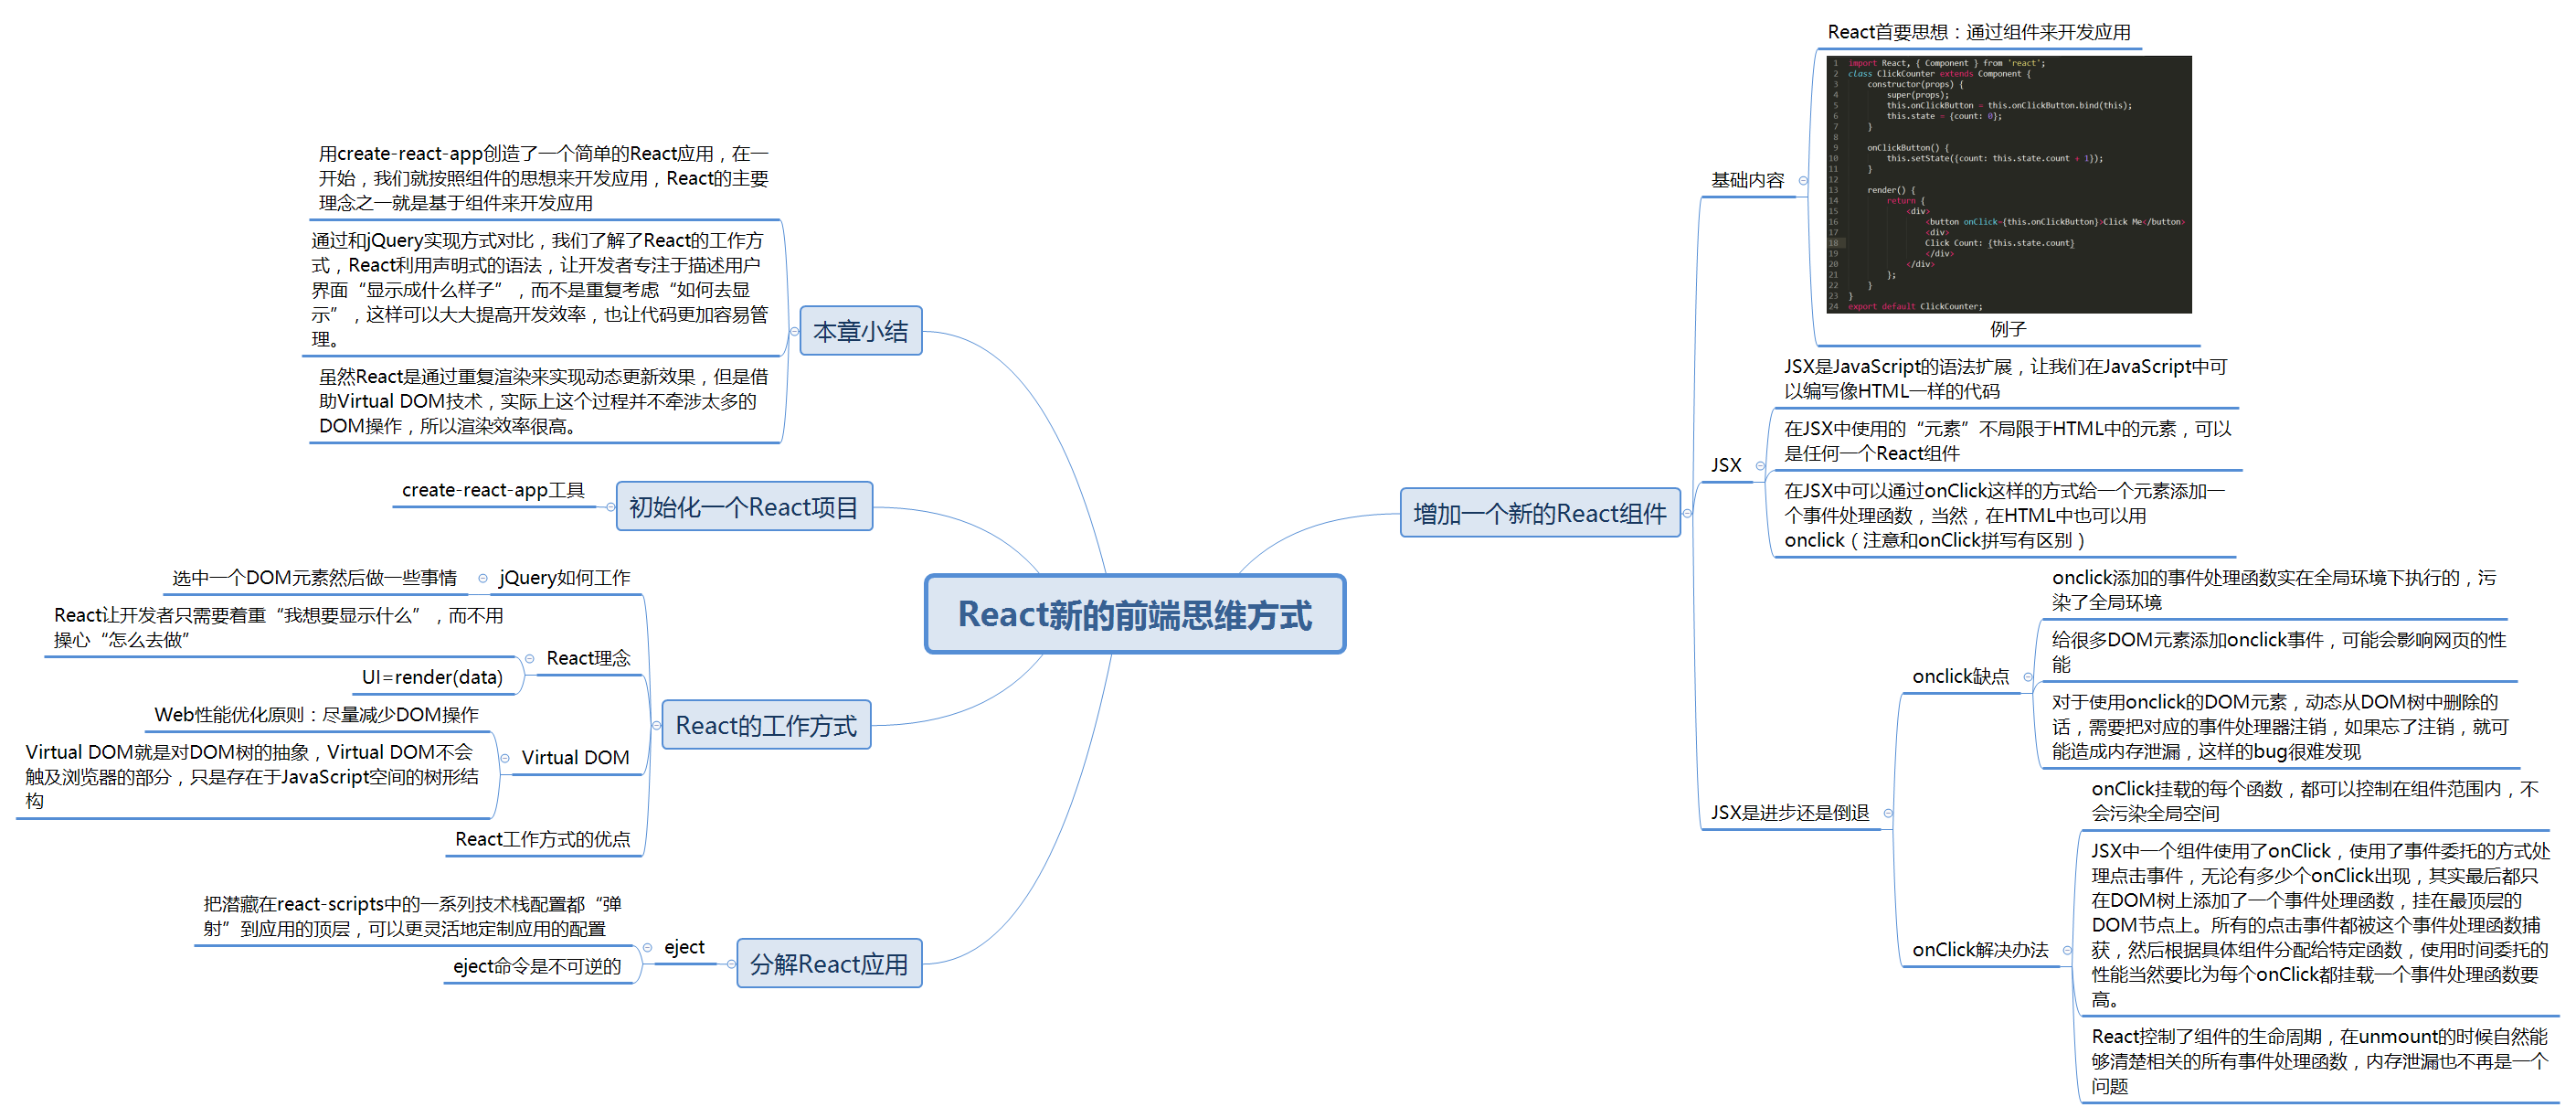 React新的前端思维方式
本章小结
用create-react-app创造了一个简单的React应用，在一
开始，我们就按照组件的思想来开发应用，React的主要
理念之一就是基于组件来开发应用
通过和jQuery实现方式对比，我们了解了React的工作方
式，React利用声明式的语法，让开发者专注于描述用户
界面“显示成什么样子”，而不是重复考虑“如何去显
示”，这样可以大大提高开发效率，也让代码更加容易管
理。
虽然React是通过重复渲染来实现动态更新效果，但是借
助Virtual DOM技术，实际上这个过程并不牵涉太多的
DOM操作，所以渲染效率很高。
初始化一个React项目
create-react-app工具
React的工作方式
jQuery如何工作
选中一个DOM元素然后做一些事情
React理念
React让开发者只需要着重“我想要显示什么”，而不用
操心“怎么去做”
UI=render(data)
Virtual DOM
Web性能优化原则：尽量减少DOM操作
Virtual DOM就是对DOM树的抽象，Virtual DOM不会
触及浏览器的部分，只是存在于JavaScript空间的树形结
构
React工作方式的优点
分解React应用
eject
把潜藏在react-scripts中的一系列技术栈配置都“弹
射”到应用的顶层，可以更灵活地定制应用的配置
eject命令是不可逆的
增加一个新的React组件
基础内容
React首要思想：通过组件来开发应用
1 import React, { Component } from 'react';
2 class ClickCounter extends Component {
3 constructor(props) {
4 super(props);
5 this.onClickButton = this.onClickButton.bind(this);
6 this.state = {count: 0};
7 }
8
9 onClickButton() {
10 this.setState({count: this.state.count + 1});
11 }
12
13 render() {
14 return {
15 <div>
16 <button onClick={this.onClickButton}>Click Me</button>
17 <div>
18 Click Count: {this.state.count}
19 </div>
20 </div>
21 };
22 }
23 }
24 export default ClickCounter;
例子
JSX
JSX是JavaScript的语法扩展，让我们在JavaScript中可
以编写像HTML一样的代码
在JSX中使用的“元素”不局限于HTML中的元素，可以
是任何一个React组件
在JSX中可以通过onClick这样的方式给一个元素添加一
个事件处理函数，当然，在HTML中也可以用
onclick（注意和onClick拼写有区别）
JSX是进步还是倒退
onclick缺点
onclick添加的事件处理函数实在全局环境下执行的，污
染了全局环境
给很多DOM元素添加onclick事件，可能会影响网页的性
能
对于使用onclick的DOM元素，动态从DOM树中删除的
话，需要把对应的事件处理器注销，如果忘了注销，就可
能造成内存泄漏，这样的bug很难发现
onClick解决办法
onClick挂载的每个函数，都可以控制在组件范围内，不
会污染全局空间
JSX中一个组件使用了onClick，使用了事件委托的方式处
理点击事件，无论有多少个onClick出现，其实最后都只
在DOM树上添加了一个事件处理函数，挂在最顶层的
DOM节点上。所有的点击事件都被这个事件处理函数捕
获，然后根据具体组件分配给特定函数，使用时间委托的
性能当然要比为每个onClick都挂载一个事件处理函数要
高。
React控制了组件的生命周期，在unmount的时候自然能
够清楚相关的所有事件处理函数，内存泄漏也不再是一个
问题